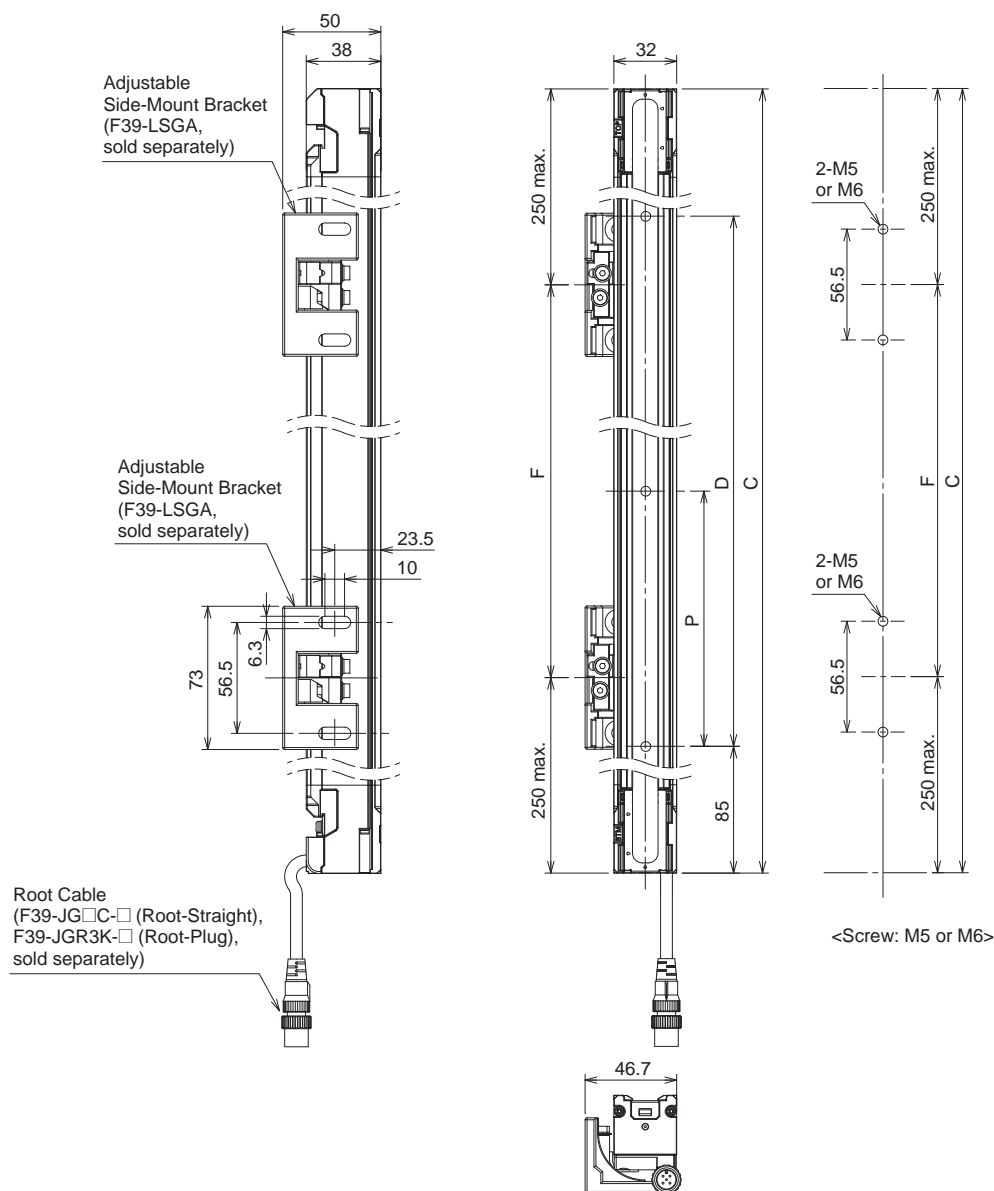 50
38
32
Adjustable
Side-Mount Bracket
(F39-LSGA,
sold separately)
TOP
250 max.
2-M5
or M6
250 max.
56.5
Adjustable
Side-Mount Bracket
(F39-LSGA,
sold separately)
F
D
C
F
C
23.5
10
2-M5
or M6
P
6.3
56.5
73
56.5
250 max.
85
250 max.
BTM
Root Cable
(F39-JG□C-□ (Root-Straight),
F39-JGR3K-□ (Root-Plug),
sold separately)
<Screw: M5 or M6>
46.7